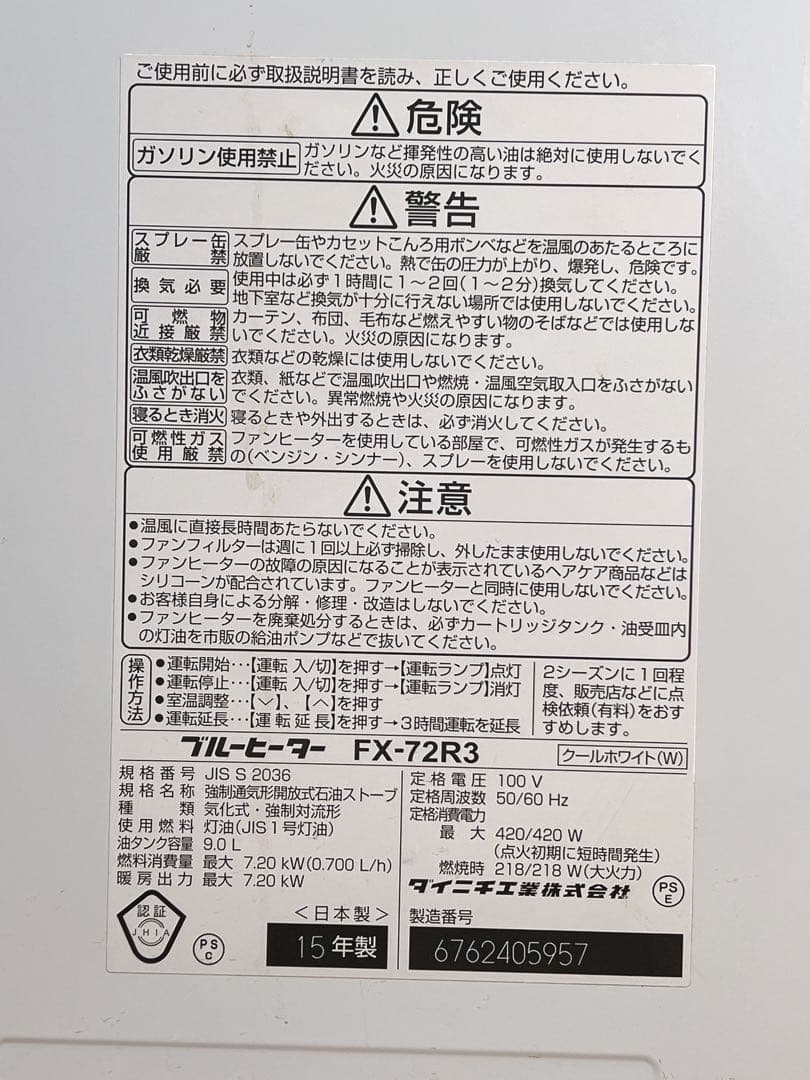 ご使用前に必ず取扱説明書を読み、正しくご使用ください。
危険
ガソリン使用禁止
ガソリンなど揮発性の高い油は絶対に使用しないでく
ださい。火災の原因になります。
警告
スプレー缶
厳禁
スプレー缶やカセットこんろ用ボンベなどを温風のあたるところに
放置しないでください。熱で缶の圧力が上がり、爆発し、危険です。
換気必要
使用中は必ず1時間に1～2回(1～2分)換気してください。
地下室など換気が十分に行えない場所では使用しないでください。
可燃物
近接厳禁
カーテン、布団、毛布など燃えやすい物のそばなどでは使用しな
いでください。火災の原因になります。
衣類乾燥厳禁
衣類などの乾燥には使用しないでください。
温風吹出口を
ふさがない
衣類、紙などで温風吹出口や燃焼・温風空気取入口をふさがない
でください。異常燃焼や火災の原因になります。
寝るとき消火
寝るときや外出するときは、必ず消火してください。
可燃性ガス
使用厳禁
ファンヒーターを使用している部屋で、可燃性ガスが発生するも
の(ベンジン・シンナー)、スプレーを使用しないでください。
注意
●温風に直接長時間あたらないでください。
●ファンフィルターは週に1回以上必ず掃除し、外したまま使用しないでください。
●ファンヒーターの故障の原因になることが表示されているヘアケア商品などは
シリコーンが配合されています。ファンヒーターと同時に使用しないでください。
●お客様自身による分解・修理・改造はしないでください。
●ファンヒーターを廃棄処分するときは、必ずカートリッジタンク・油受皿内
の灯油を市販の給油ポンプなどで抜いてください。
操作方法
●運転開始…【運転 入/切】を押す→【運転ランプ】点灯
●運転停止…【運転 入/切】を押す→【運転ランプ】消灯
●室温調整…【﹀】、【︿】を押す
●運転延長…【運転延長】を押す→3時間運転を延長
2シーズンに1回程
度、販売店などに点
検依頼(有料)をおす
すめします。
ブルーヒーター FX-72R3
クールホワイト(W)
規格番号 JIS S 2036
規格名称 強制通気形開放式石油ストーブ
種類 気化式・強制対流形
使用燃料 灯油(JIS1号灯油)
油タンク容量 9.0 L
燃料消費量 最大 7.20 kW(0.700 L/h)
暖房出力 最大 7.20 kW
定格電圧 100 V
定格周波数 50/60 Hz
定格消費電力
最大 420/420 W
(点火初期に短時間発生)
燃焼時 218/218 W(大火力)
ダイニチ工業株式会社
PS
E
認証
JHIA
PS
C
＜日本製＞
15年製
製造番号
6762405957